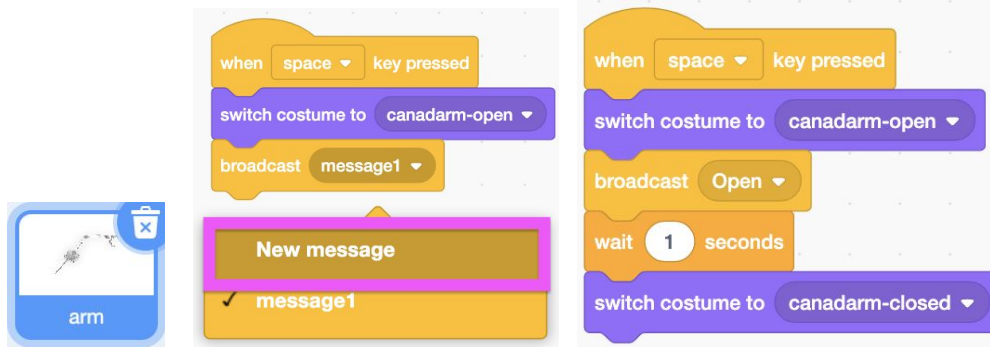 arm
when space key pressed
switch costume to canadarm-open
broadcast message1
New message
✓ message1
when space key pressed
switch costume to canadarm-open
broadcast Open
wait 1 seconds
switch costume to canadarm-closed